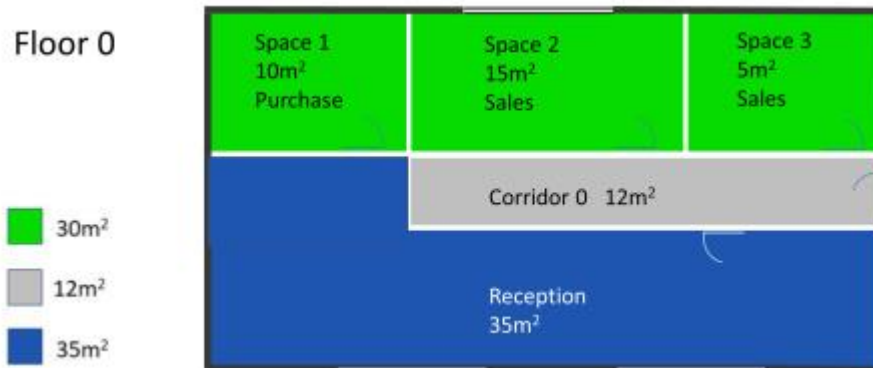 Floor 0
Space 1
10m²
Purchase
Space 2
15m²
Sales
Space 3
5m²
Sales
Corridor 0 12m²
Reception
35m²
30m²
12m²
35m²